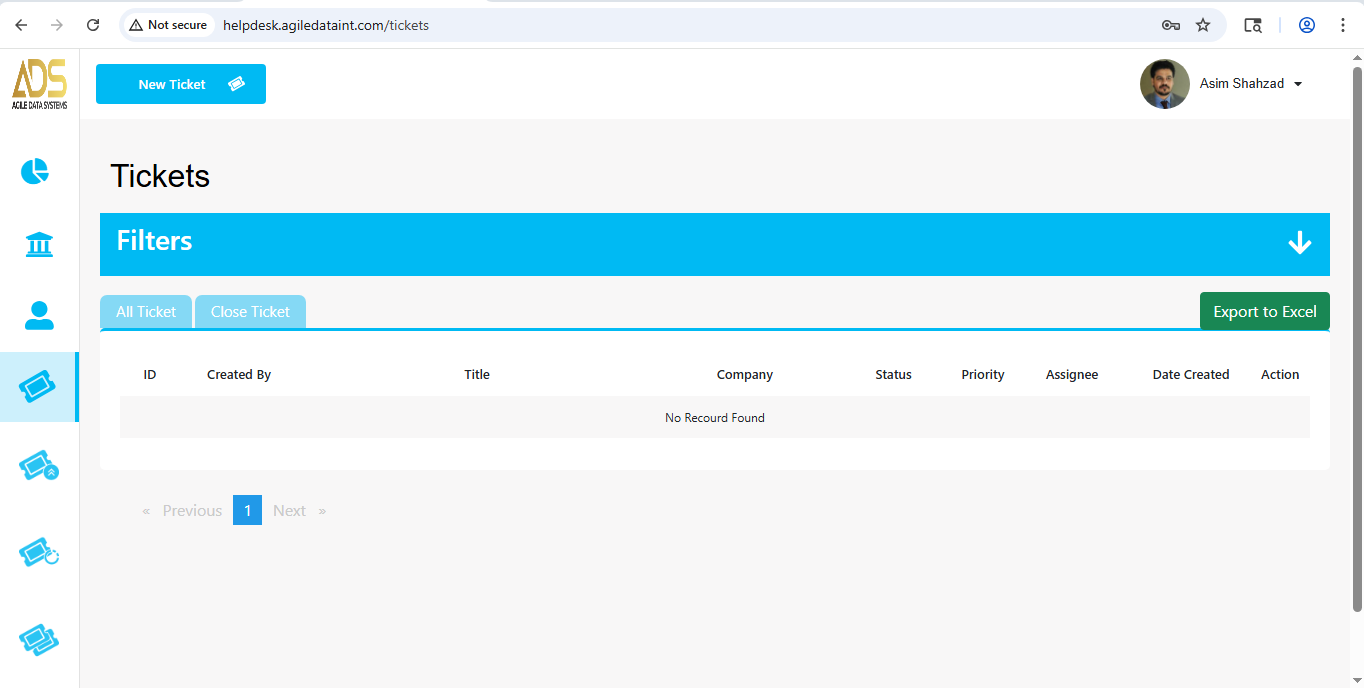 Not secure helpdesk.agiledataint.com/tickets
ADS
AGILE DATA SYSTEMS
New Ticket
Asim Shahzad
Tickets
Filters
All Ticket Close Ticket Export to Excel
ID Created By Title Company Status Priority Assignee Date Created Action
No Recourd Found
« Previous 1 Next »